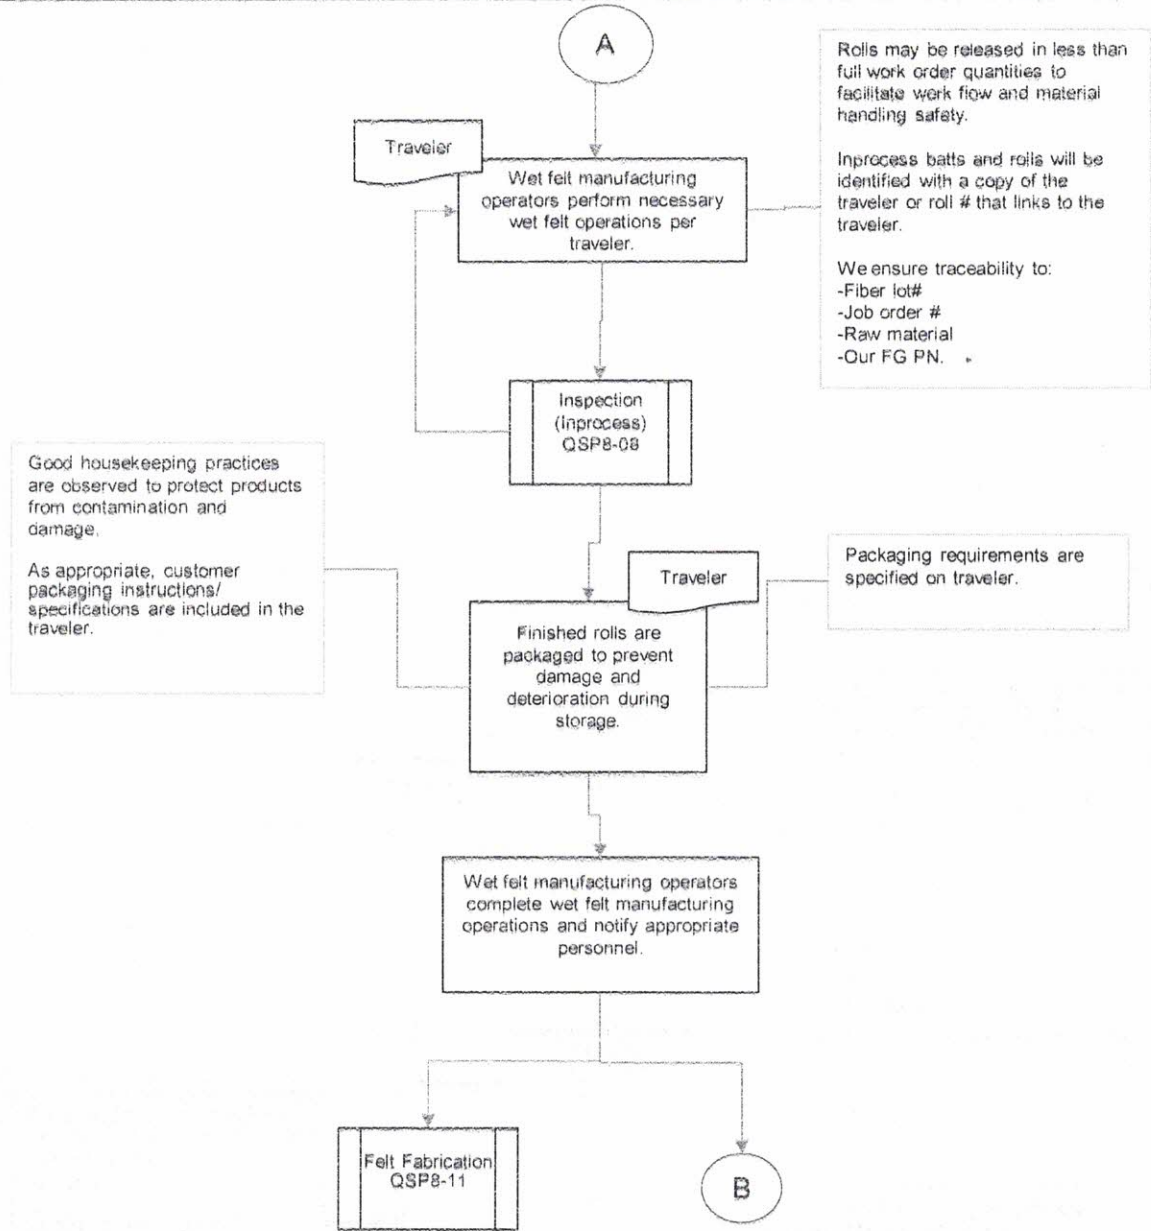 A
Rolls may be released in less than
full work order quantities to
facilitate work flow and material
handling safety.
Inprocess batts and rolls will be
identified with a copy of the
traveler or roll # that links to the
traveler.
We ensure traceability to:
-Fiber lot#
-Job order #
-Raw material
-Our FG PN.
Traveler
Wet felt manufacturing
operators perform necessary
wet felt operations per
traveler.
Inspection
(Inprocess)
QSP8-08
Good housekeeping practices
are observed to protect products
from contamination and
damage.
As appropriate, customer
packaging instructions/
specifications are included in the
traveler.
Traveler
Packaging requirements are
specified on traveler.
Finished rolls are
packaged to prevent
damage and
deterioration during
storage.
Wet felt manufacturing operators
complete wet felt manufacturing
operations and notify appropriate
personnel.
Felt Fabrication
QSP8-11
B